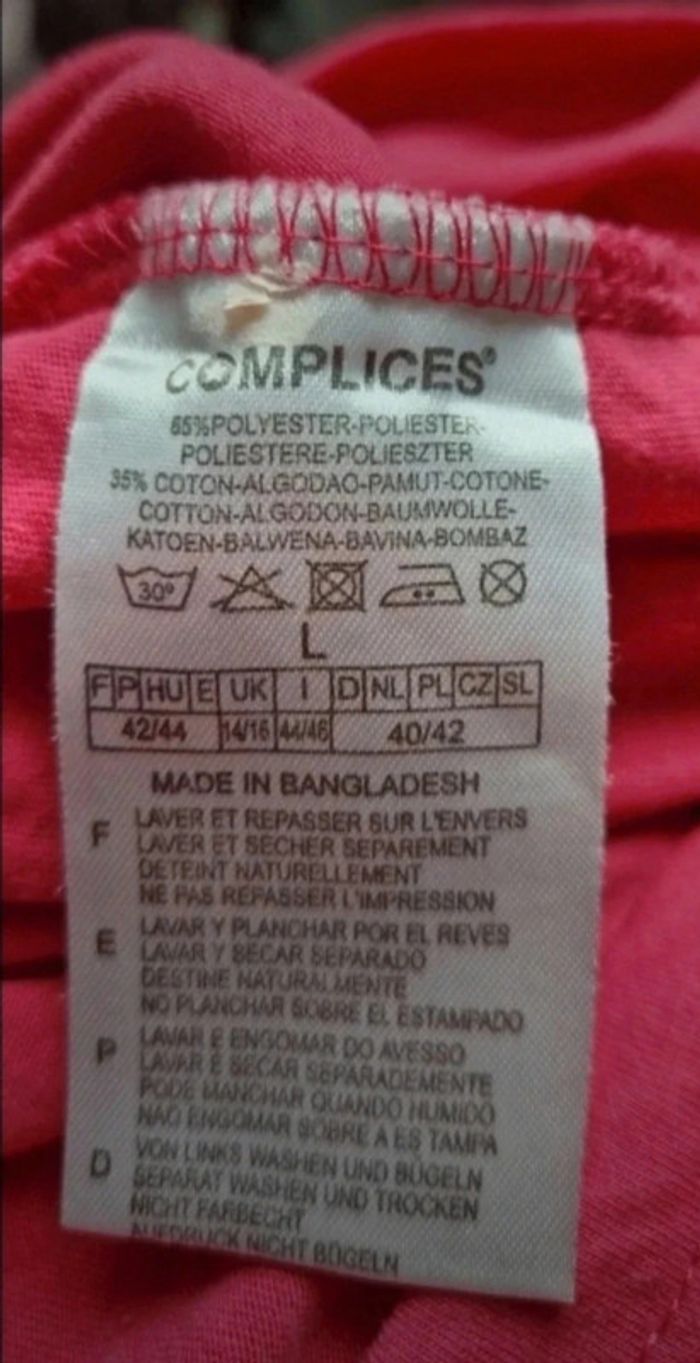 COMPLICES®
65%POLYESTER-POLIESTER-
POLIESTERE-POLIESZTER
35% COTON-ALGODAO-PAMUT-COTONE-
COTTON-ALGODON-BAUMWOLLE-
KATOEN-BALWENA-BAVINA-BOMBAZ
30°
L
F P HU E UK I D NL PL CZ SL
42/44 14/16 44/46 40/42
MADE IN BANGLADESH
F LAVER ET REPASSER SUR L'ENVERS
LAVER ET SECHER SEPAREMENT
DETEINT NATURELLEMENT
NE PAS REPASSER L'IMPRESSION
E LAVAR Y PLANCHAR POR EL REVES
LAVAR Y SECAR SEPARADO
DESTINE NATURALMENTE
NO PLANCHAR SOBRE EL ESTAMPADO
P LAVAR E ENGOMAR DO AVESSO
LAVAR E SECAR SEPARADEMENTE
PODE MANCHAR QUANDO HUMIDO
NAO ENGOMAR SOBRE A ES TAMPA
D VON LINKS WASHEN UND BÜGELN
SEPARAT WASHEN UND TROCKEN
NICHT FARBECHT
AUFDRUCK NICHT BÜGELN